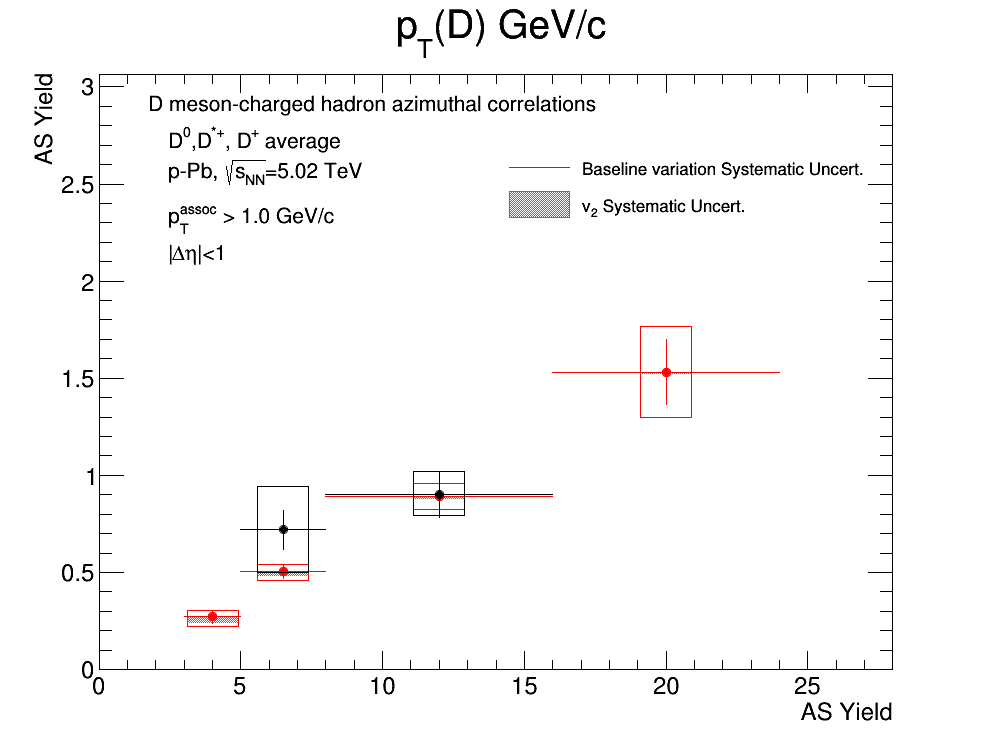 p_T(D) GeV/c
AS Yield
D meson-charged hadron azimuthal correlations
D⁰,D*⁺, D⁺ average
p-Pb, √s_NN=5.02 TeV
p_T^assoc > 1.0 GeV/c
|Δη|<1
Baseline variation Systematic Uncert.
v₂ Systematic Uncert.
3
2.5
2
1.5
1
0.5
0
0 5 10 15 20 25
AS Yield